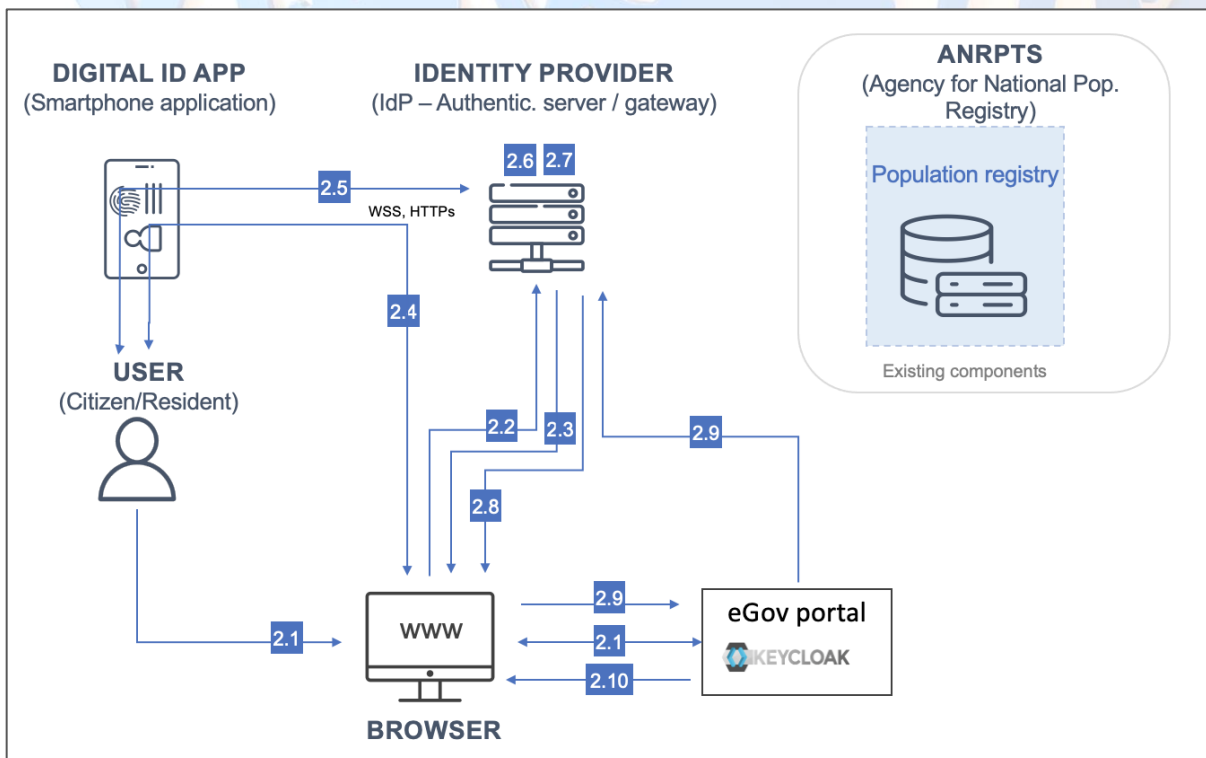 DIGITAL ID APP
(Smartphone application)
IDENTITY PROVIDER
(IdP – Authentic. server / gateway)
ANRPTS
(Agency for National Pop.
Registry)
Population registry
Existing components
2.6 2.7
2.5
WSS, HTTPs
2.4
USER
(Citizen/Resident)
2.2
2.3
2.9
2.8
2.1
WWW
BROWSER
2.9
2.1
2.10
eGov portal
KEYCLOAK